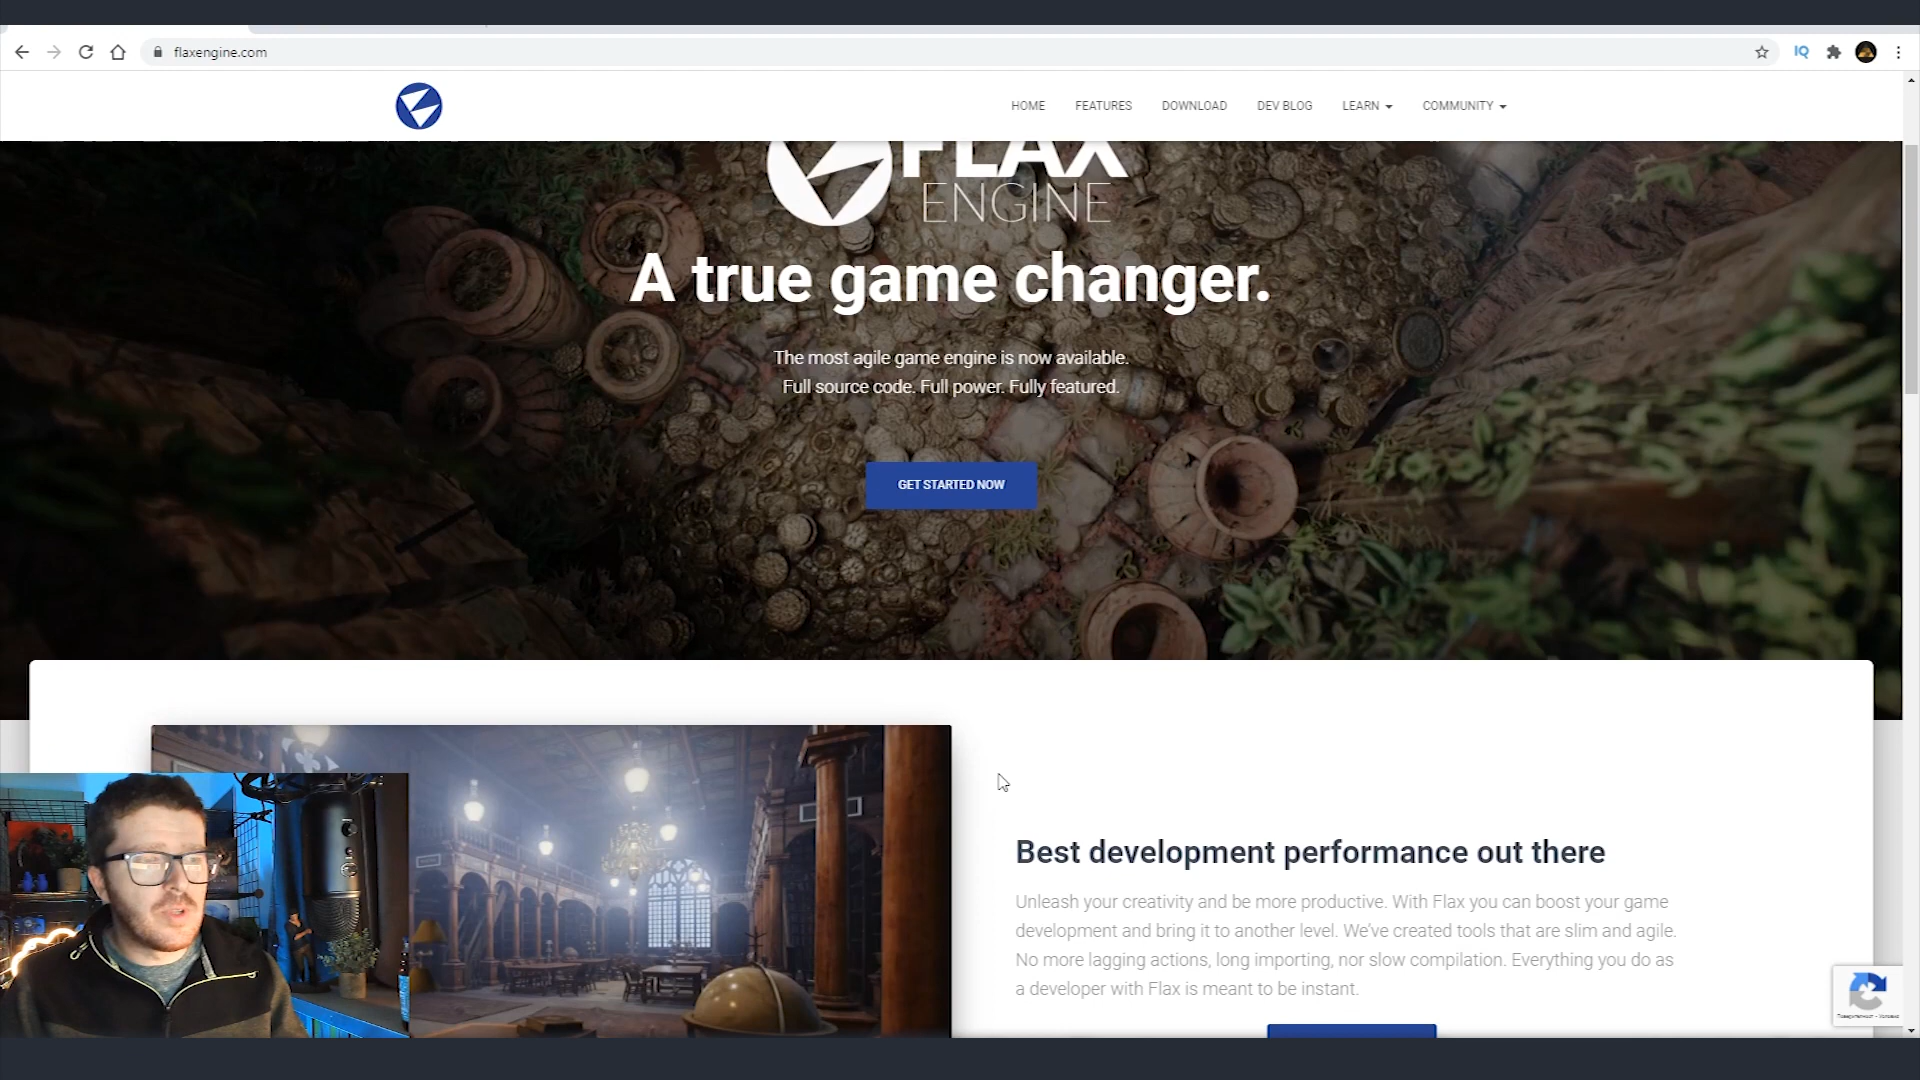 flaxengine.com
IQ
HOME
FEATURES
DOWNLOAD
DEV BLOG
LEARN
COMMUNITY
FLAX
ENGINE
A true game changer.
The most agile game engine is now available.
Full source code. Full power. Fully featured.
GET STARTED NOW
Best development performance out there
Unleash your creativity and be more productive. With Flax you can boost your game
development and bring it to another level. We've created tools that are slim and agile.
No more lagging actions, long importing, nor slow compilation. Everything you do as
a developer with Flax is meant to be instant.